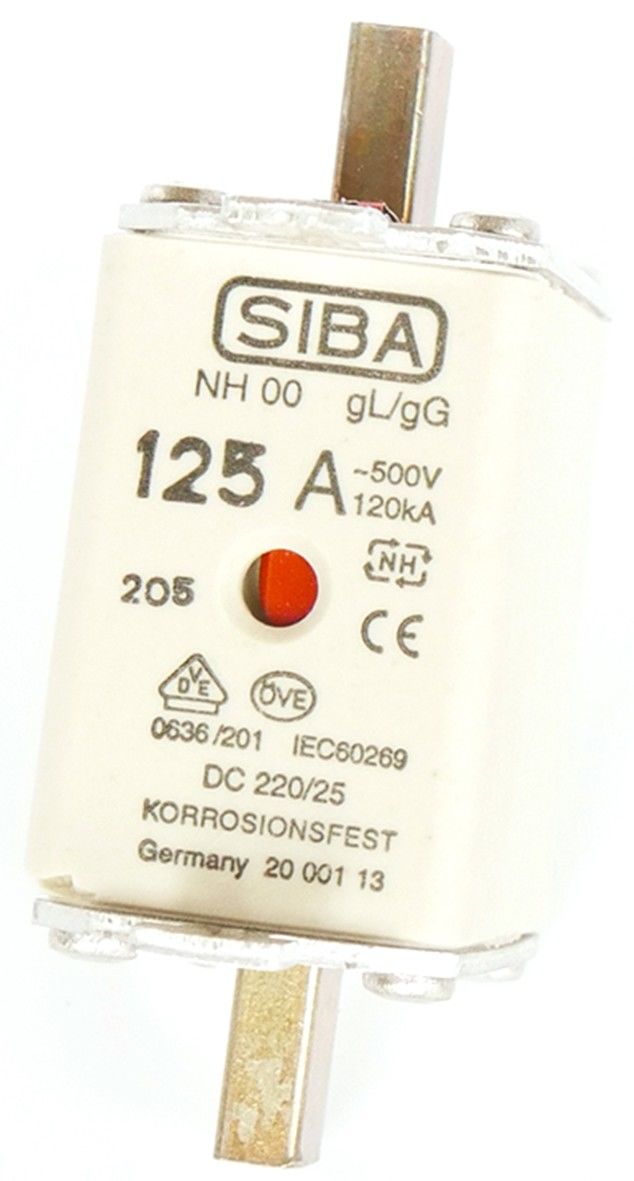 SIBA
NH 00 gL/gG
125 A ~500V
120kA
NH
205
CE
DVE
ÖVE
0636/201 IEC60269
DC 220/25
KORROSIONSFEST
Germany 20 001 13